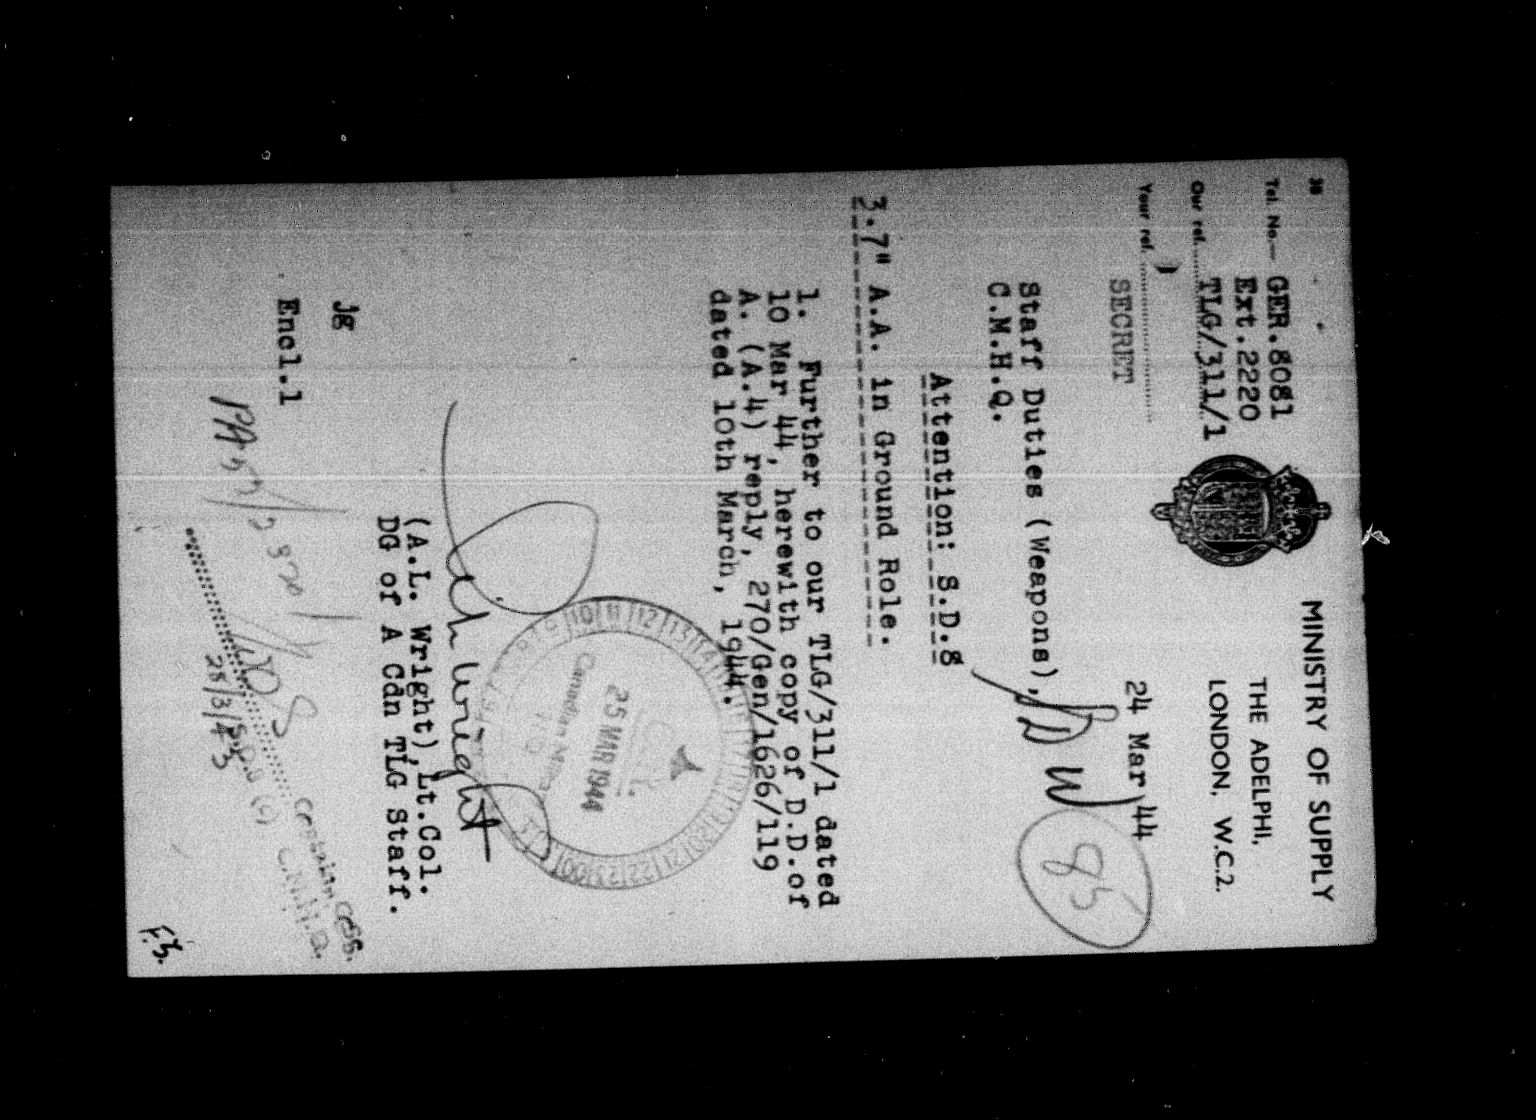 38
MINISTRY OF SUPPLY
Tel. No.— GER.8081
Ext.2220
THE ADELPHI,
Our ref. TLG/311/1
LONDON, W.C.2.
Your ref.
SECRET
24 Mar 44
85
Staff Duties (Weapons),
C.M.H.Q.
Attention: S.D.8
3.7" A.A. in Ground Role.
1. Further to our TLG/311/1 dated
10 Mar 44, herewith copy of D.D.of
A. (A.4) reply, 270/Gen/1626/119
dated 10th March, 1944.
25 MAR 1944
(A.L. Wright),Lt.Col.
DG of A Cdn TLG Staff.
jg
Encl.1